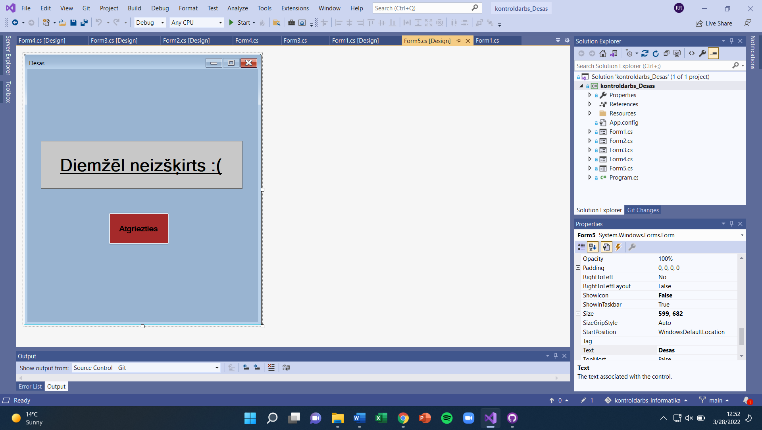 File Edit View Git Project Build Debug Format Test Analyze Tools Extensions Window Help Search (Ctrl+Q) kontroldarbs_Desas
Debug Any CPU Start Live Share
Form4.cs [Design] Form3.cs [Design] Form2.cs [Design] Form4.cs Form3.cs Form1.cs [Design] Form5.cs [Design] Form1.cs
Server Explorer
Toolbox
Desas
Diemžēl neizšķirts :(
Atgriezties
Solution Explorer
Search Solution Explorer (Ctrl+;)
Solution 'kontroldarbs_Desas' (1 of 1 project)
kontroldarbs_Desas
Properties
References
Resources
App.config
Form1.cs
Form2.cs
Form3.cs
Form4.cs
Form5.cs
Program.cs
Solution Explorer Git Changes
Notifications
Properties
Form5 System.Windows.Forms.Form
Opacity 100%
Padding 0, 0, 0, 0
RightToLeft No
RightToLeftLayout False
ShowIcon False
ShowInTaskbar True
Size 599, 682
SizeGripStyle Auto
StartPosition WindowsDefaultLocation
Tag
Text Desas
TopMost False
Text
The text associated with the control.
Output
Show output from: Source Control - Git
Error List Output
Ready 0 1 kontroldarbs Informatika main
14°C
Sunny
12:52
3/28/2022